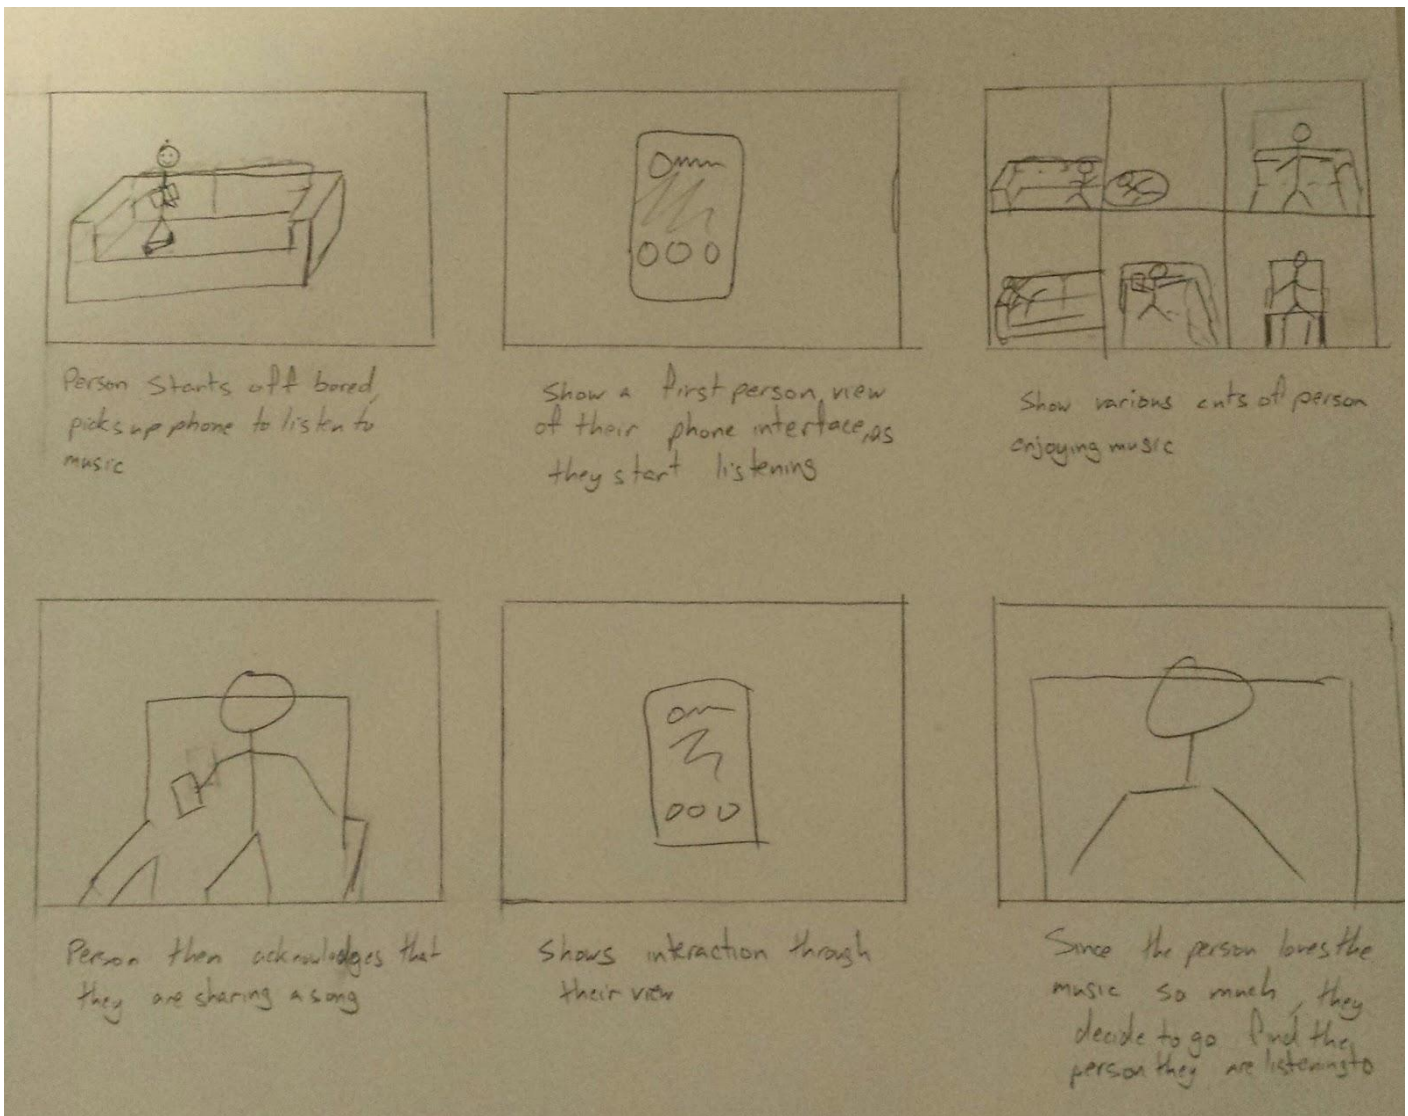 Person starts off bored,
picks up phone to listen to
music
Show a first person view
of their phone interface, as
they start listening
Show various cuts of person
enjoying music
Person then acknowledges that
they are sharing a song
Shows interaction through
their view
Since the person loves the
music so much, they
decide to go find the
person they are listening to